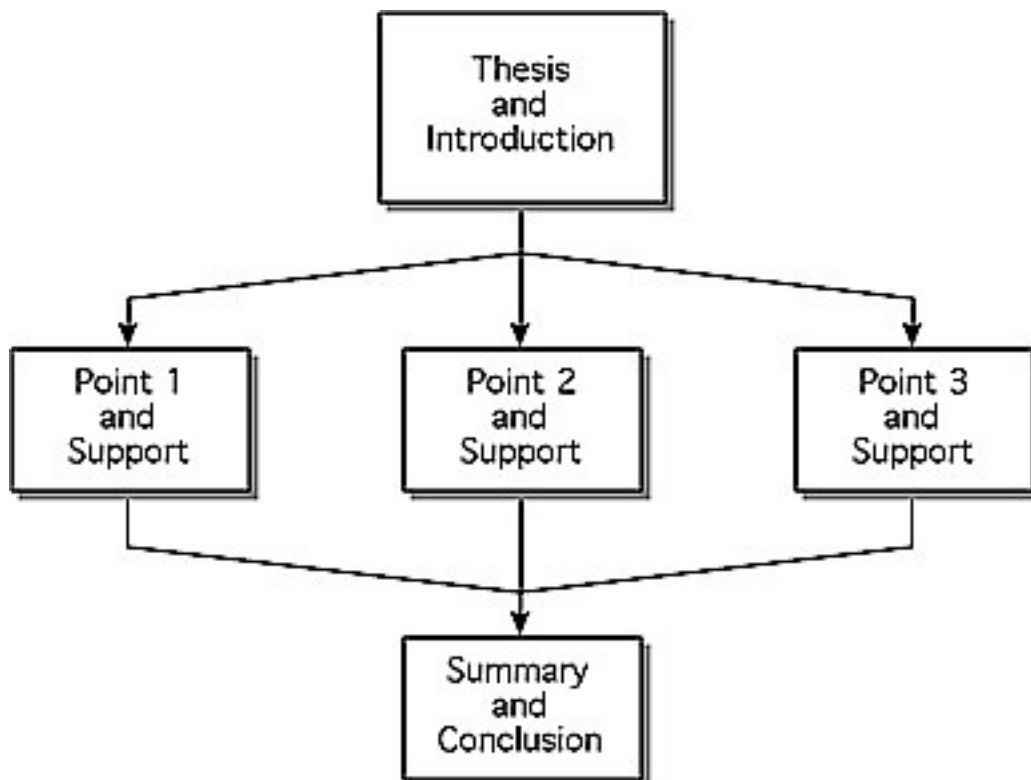 Thesis
and
Introduction
Point 1
and
Support
Point 2
and
Support
Point 3
and
Support
Summary
and
Conclusion